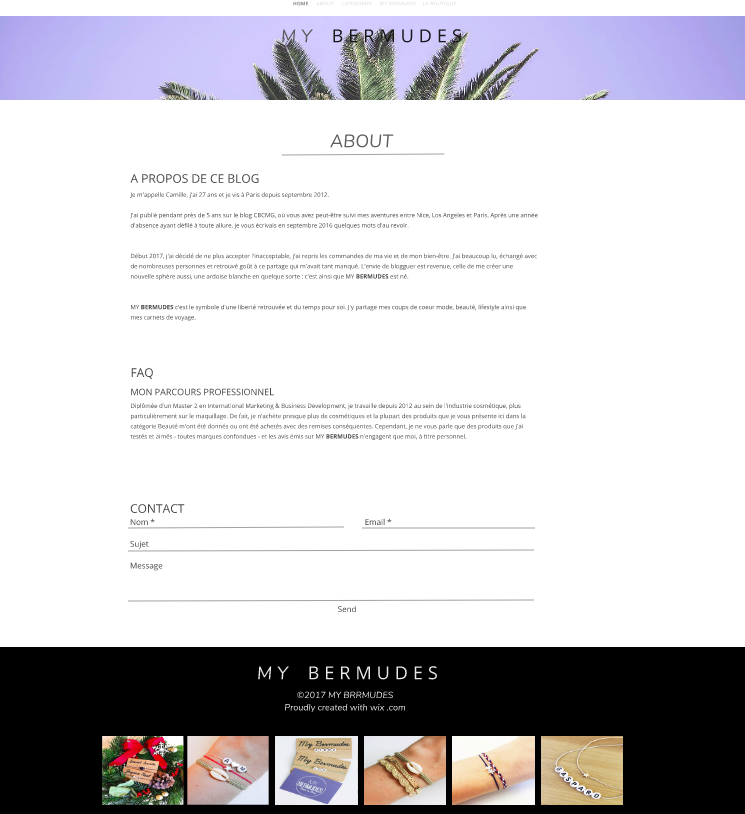 HOME ABOUT CATEGORIES MY BERMUDES LA BOUTIQUE
MY BERMUDES
ABOUT
A PROPOS DE CE BLOG
Je m'appelle Camille, j'ai 27 ans et je vis à Paris depuis septembre 2012.
J'ai publié pendant près de 5 ans sur le blog CBCMG, où vous avez peut-être suivi mes aventures entre Nice, Los Angeles et Paris. Après une année
d'absence ayant défilé à toute allure, je vous écrivais en septembre 2016 quelques mots d'au revoir.
Début 2017, j'ai décidé de ne plus accepter l'inacceptable, j'ai repris les commandes de ma vie et de mon bien-être. J'ai beaucoup lu, échangé avec
de nombreuses personnes et retrouvé goût à ce partage qui m'avait tant manqué. L'envie de blogguer est revenue, celle de me créer une
nouvelle sphère aussi, une ardoise blanche en quelque sorte : c'est ainsi que MY BERMUDES est né.
MY BERMUDES c'est le symbole d'une liberté retrouvée et du temps pour soi. J'y partage mes coups de coeur mode, beauté, lifestyle ainsi que
mes carnets de voyage.
FAQ
MON PARCOURS PROFESSIONNEL
Diplômée d'un Master 2 en International Marketing & Business Development, je travaille depuis 2012 au sein de l'industrie cosmétique, plus
particulièrement sur le maquillage. De fait, je n'achète presque plus de cosmétiques et la plupart des produits que je vous présente ici dans la
catégorie Beauté m'ont été donnés ou ont été achetés avec des remises conséquentes. Cependant, je ne vous parle que des produits que j'ai
testés et aimés - toutes marques confondues - et les avis émis sur MY BERMUDES n'engagent que moi, à titre personnel.
CONTACT
Nom * Email *
Sujet
Message
Send
MY BERMUDES
©2017 MY BRRMUDES
Proudly created with wix .com
My Bermudes
My Bermudes
BERMUDES
GASPARD